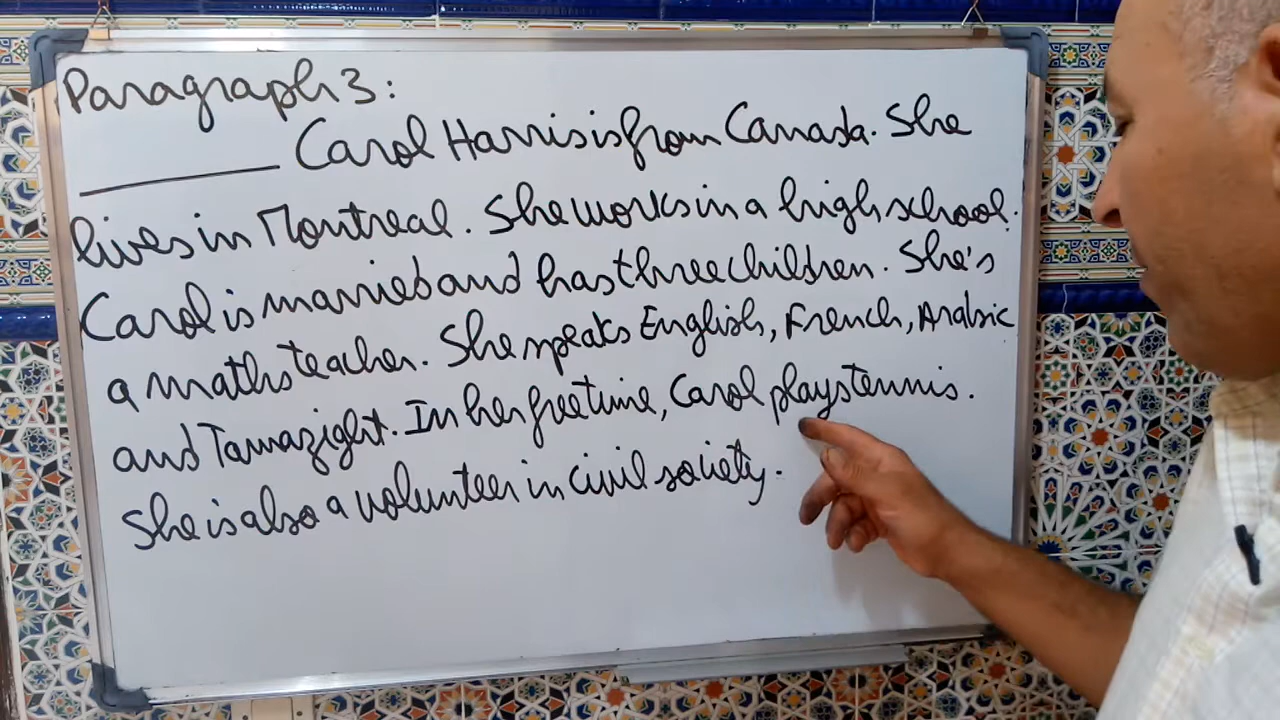 Paragraph 3:
Carol Harris is from Canada. She
lives in Montreal. She works in a high school.
Carol is married and has three children. She's
a maths teacher. She speaks English, French, Arabic
and Tamazight. In her free time, Carol plays tennis.
She is also a volunteer in civil society.